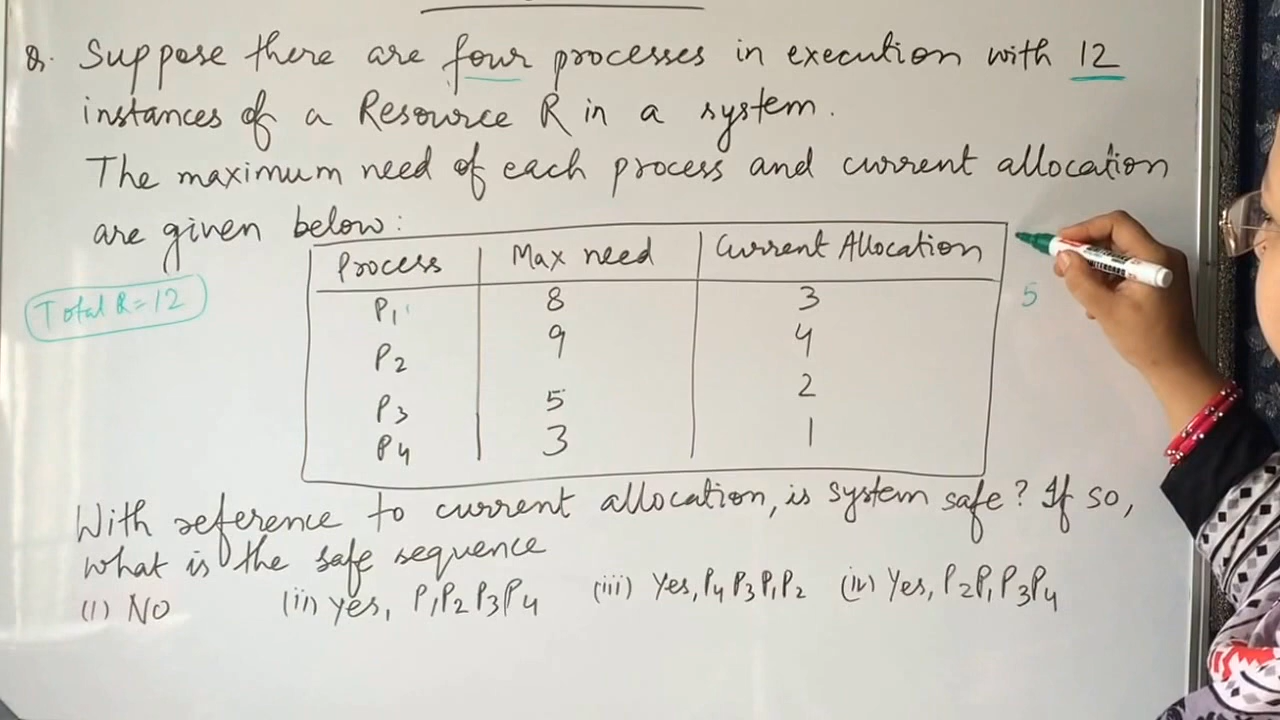 Q. Suppose there are four processes in execution with 12
instances of a Resource R in a system.
The maximum need of each process and current allocation
are given below:
Process Max need Current Allocation
P1 8 3
P2 9 4
P3 5 2
P4 3 1
Total R = 12
5
With reference to current allocation, is system safe? If so,
what is the safe sequence
(i) NO (ii) yes, P1P2P3P4 (iii) Yes, P4P3P1P2 (iv) Yes, P2P1P3P4